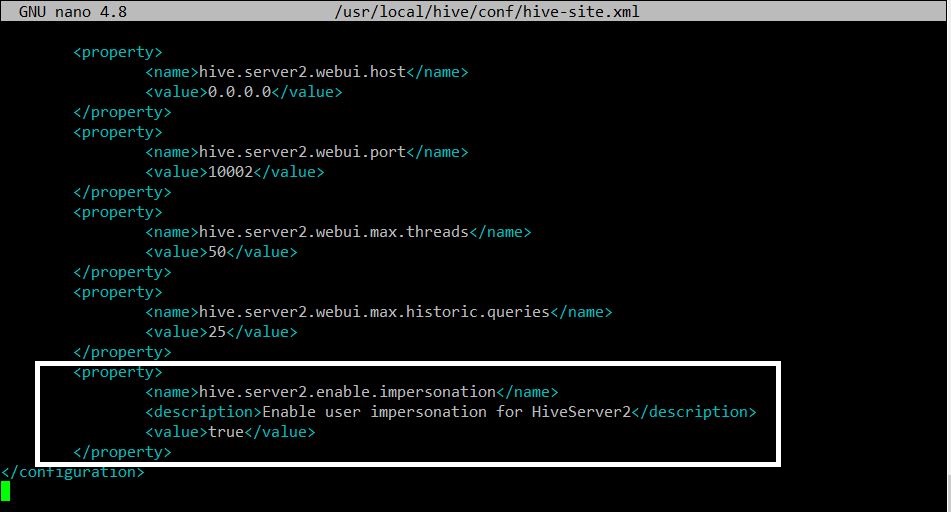 GNU nano 4.8 /usr/local/hive/conf/hive-site.xml
<property>
<name>hive.server2.webui.host</name>
<value>0.0.0.0</value>
</property>
<property>
<name>hive.server2.webui.port</name>
<value>10002</value>
</property>
<property>
<name>hive.server2.webui.max.threads</name>
<value>50</value>
</property>
<property>
<name>hive.server2.webui.max.historic.queries</name>
<value>25</value>
</property>
<property>
<name>hive.server2.enable.impersonation</name>
<description>Enable user impersonation for HiveServer2</description>
<value>true</value>
</property>
</configuration>